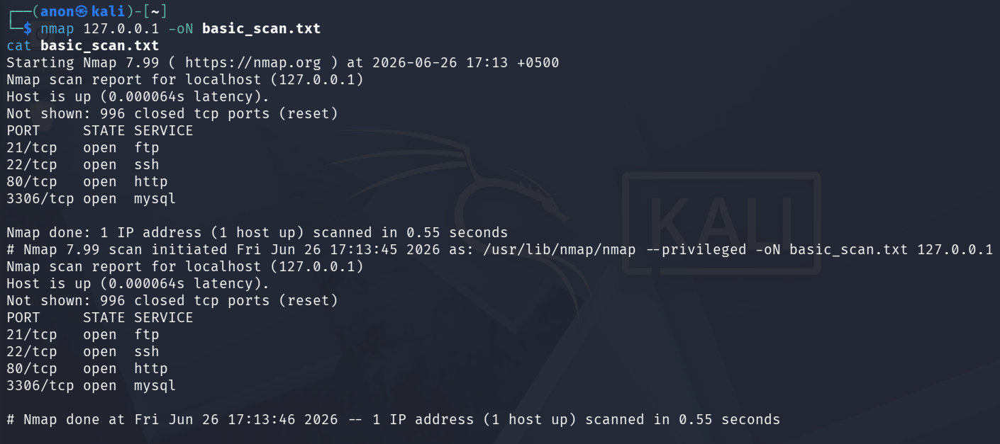 ┌──(anon㉿kali)-[~]
└─$ nmap 127.0.0.1 -oN basic_scan.txt
cat basic_scan.txt
Starting Nmap 7.99 ( https://nmap.org ) at 2026-06-26 17:13 +0500
Nmap scan report for localhost (127.0.0.1)
Host is up (0.000064s latency).
Not shown: 996 closed tcp ports (reset)
PORT     STATE SERVICE
21/tcp   open  ftp
22/tcp   open  ssh
80/tcp   open  http
3306/tcp open  mysql

Nmap done: 1 IP address (1 host up) scanned in 0.55 seconds
# Nmap 7.99 scan initiated Fri Jun 26 17:13:45 2026 as: /usr/lib/nmap/nmap --privileged -oN basic_scan.txt 127.0.0.1
Nmap scan report for localhost (127.0.0.1)
Host is up (0.000064s latency).
Not shown: 996 closed tcp ports (reset)
PORT     STATE SERVICE
21/tcp   open  ftp
22/tcp   open  ssh
80/tcp   open  http
3306/tcp open  mysql

# Nmap done at Fri Jun 26 17:13:46 2026 -- 1 IP address (1 host up) scanned in 0.55 seconds
KALI